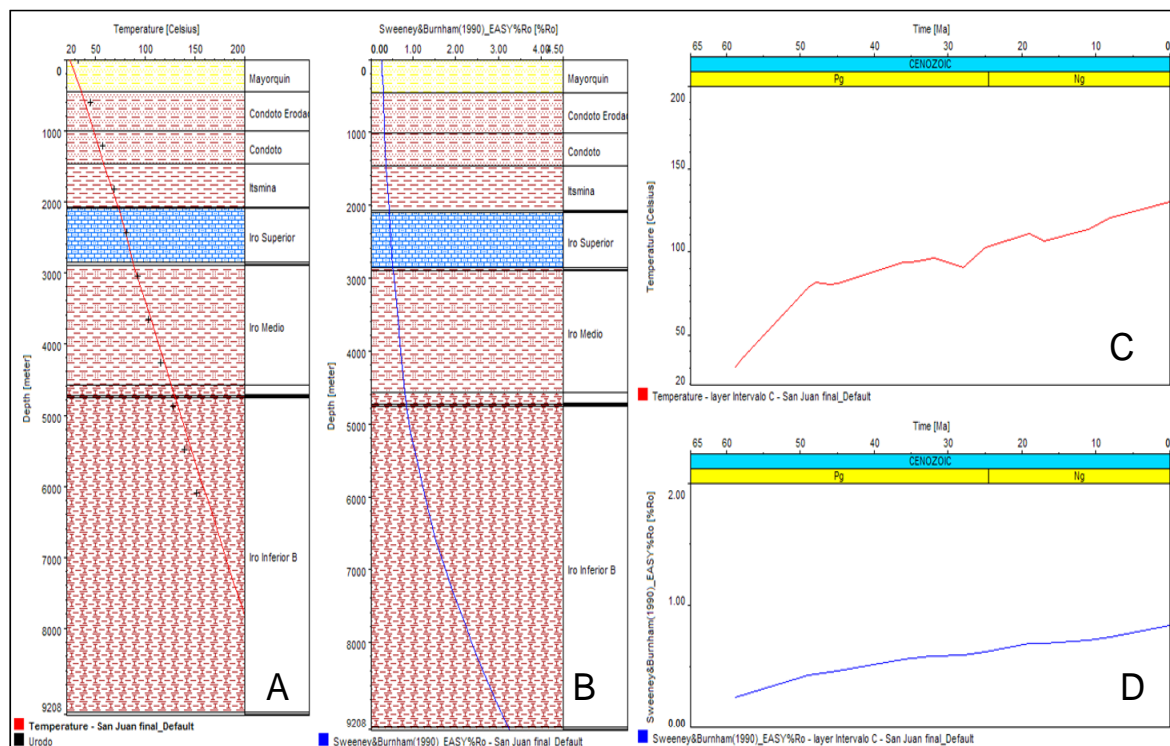 Temperature [Celsius]
20 50 100 150 200
0
1000
2000
3000
4000
5000
6000
7000
8000
9208
Depth [meter]
Mayorquin
Condoto Erodad
Condoto
Itsmina
Iro Superior
Iro Medio
Iro Inferior B
A
Temperature - San Juan final_Default
Urodo
Sweeney&Burnham(1990)_EASY%Ro [%Ro]
0.00 1.00 2.00 3.00 4.00 4.50
0
1000
2000
3000
4000
5000
6000
7000
8000
9208
Depth [meter]
Mayorquin
Condoto Erodad
Condoto
Itsmina
Iro Superior
Iro Medio
Iro Inferior B
B
Sweeney&Burnham(1990)_EASY%Ro - San Juan final_Default
Time [Ma]
65 60 50 40 30 20 10 0
CENOZOIC
Pg Ng
200
150
100
50
20
Temperature [Celsius]
C
Temperature - layer Intervalo C - San Juan final_Default
Time [Ma]
65 60 50 40 30 20 10 0
CENOZOIC
Pg Ng
2.00
1.00
0.00
Sweeney&Burnham(1990)_EASY%Ro [%Ro]
D
Sweeney&Burnham(1990)_EASY%Ro - layer Intervalo C - San Juan final_Default